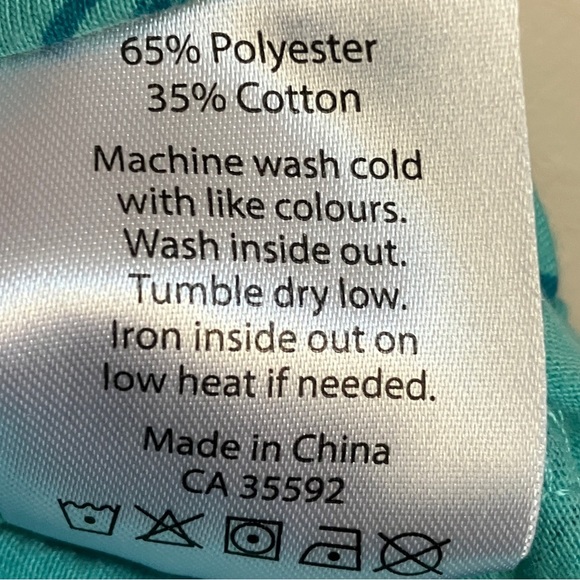 65% Polyester
35% Cotton
Machine wash cold
with like colours.
Wash inside out.
Tumble dry low.
Iron inside out on
low heat if needed.
Made in China
CA 35592